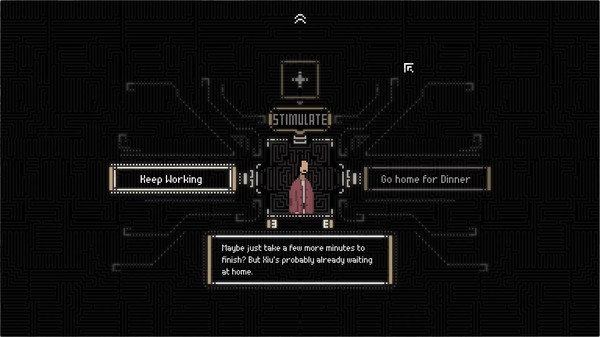 STIMULATE
Keep Working
Go home for Dinner
Maybe just take a few more minutes to
finish? But Xiu's probably already waiting
at home.